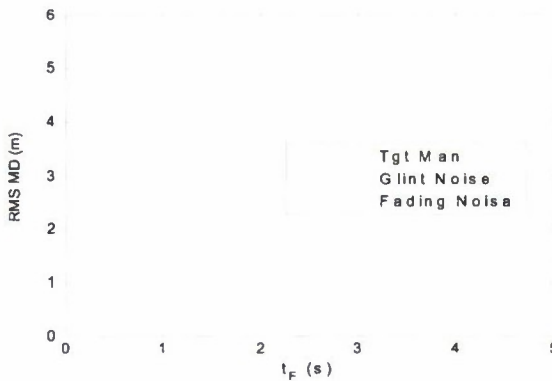 6
5
4
3
2
1
0
RMS MD (m)
Tgt Man
Glint Noise
Fading Noise
0 1 2 3 4 5
t_F (s)